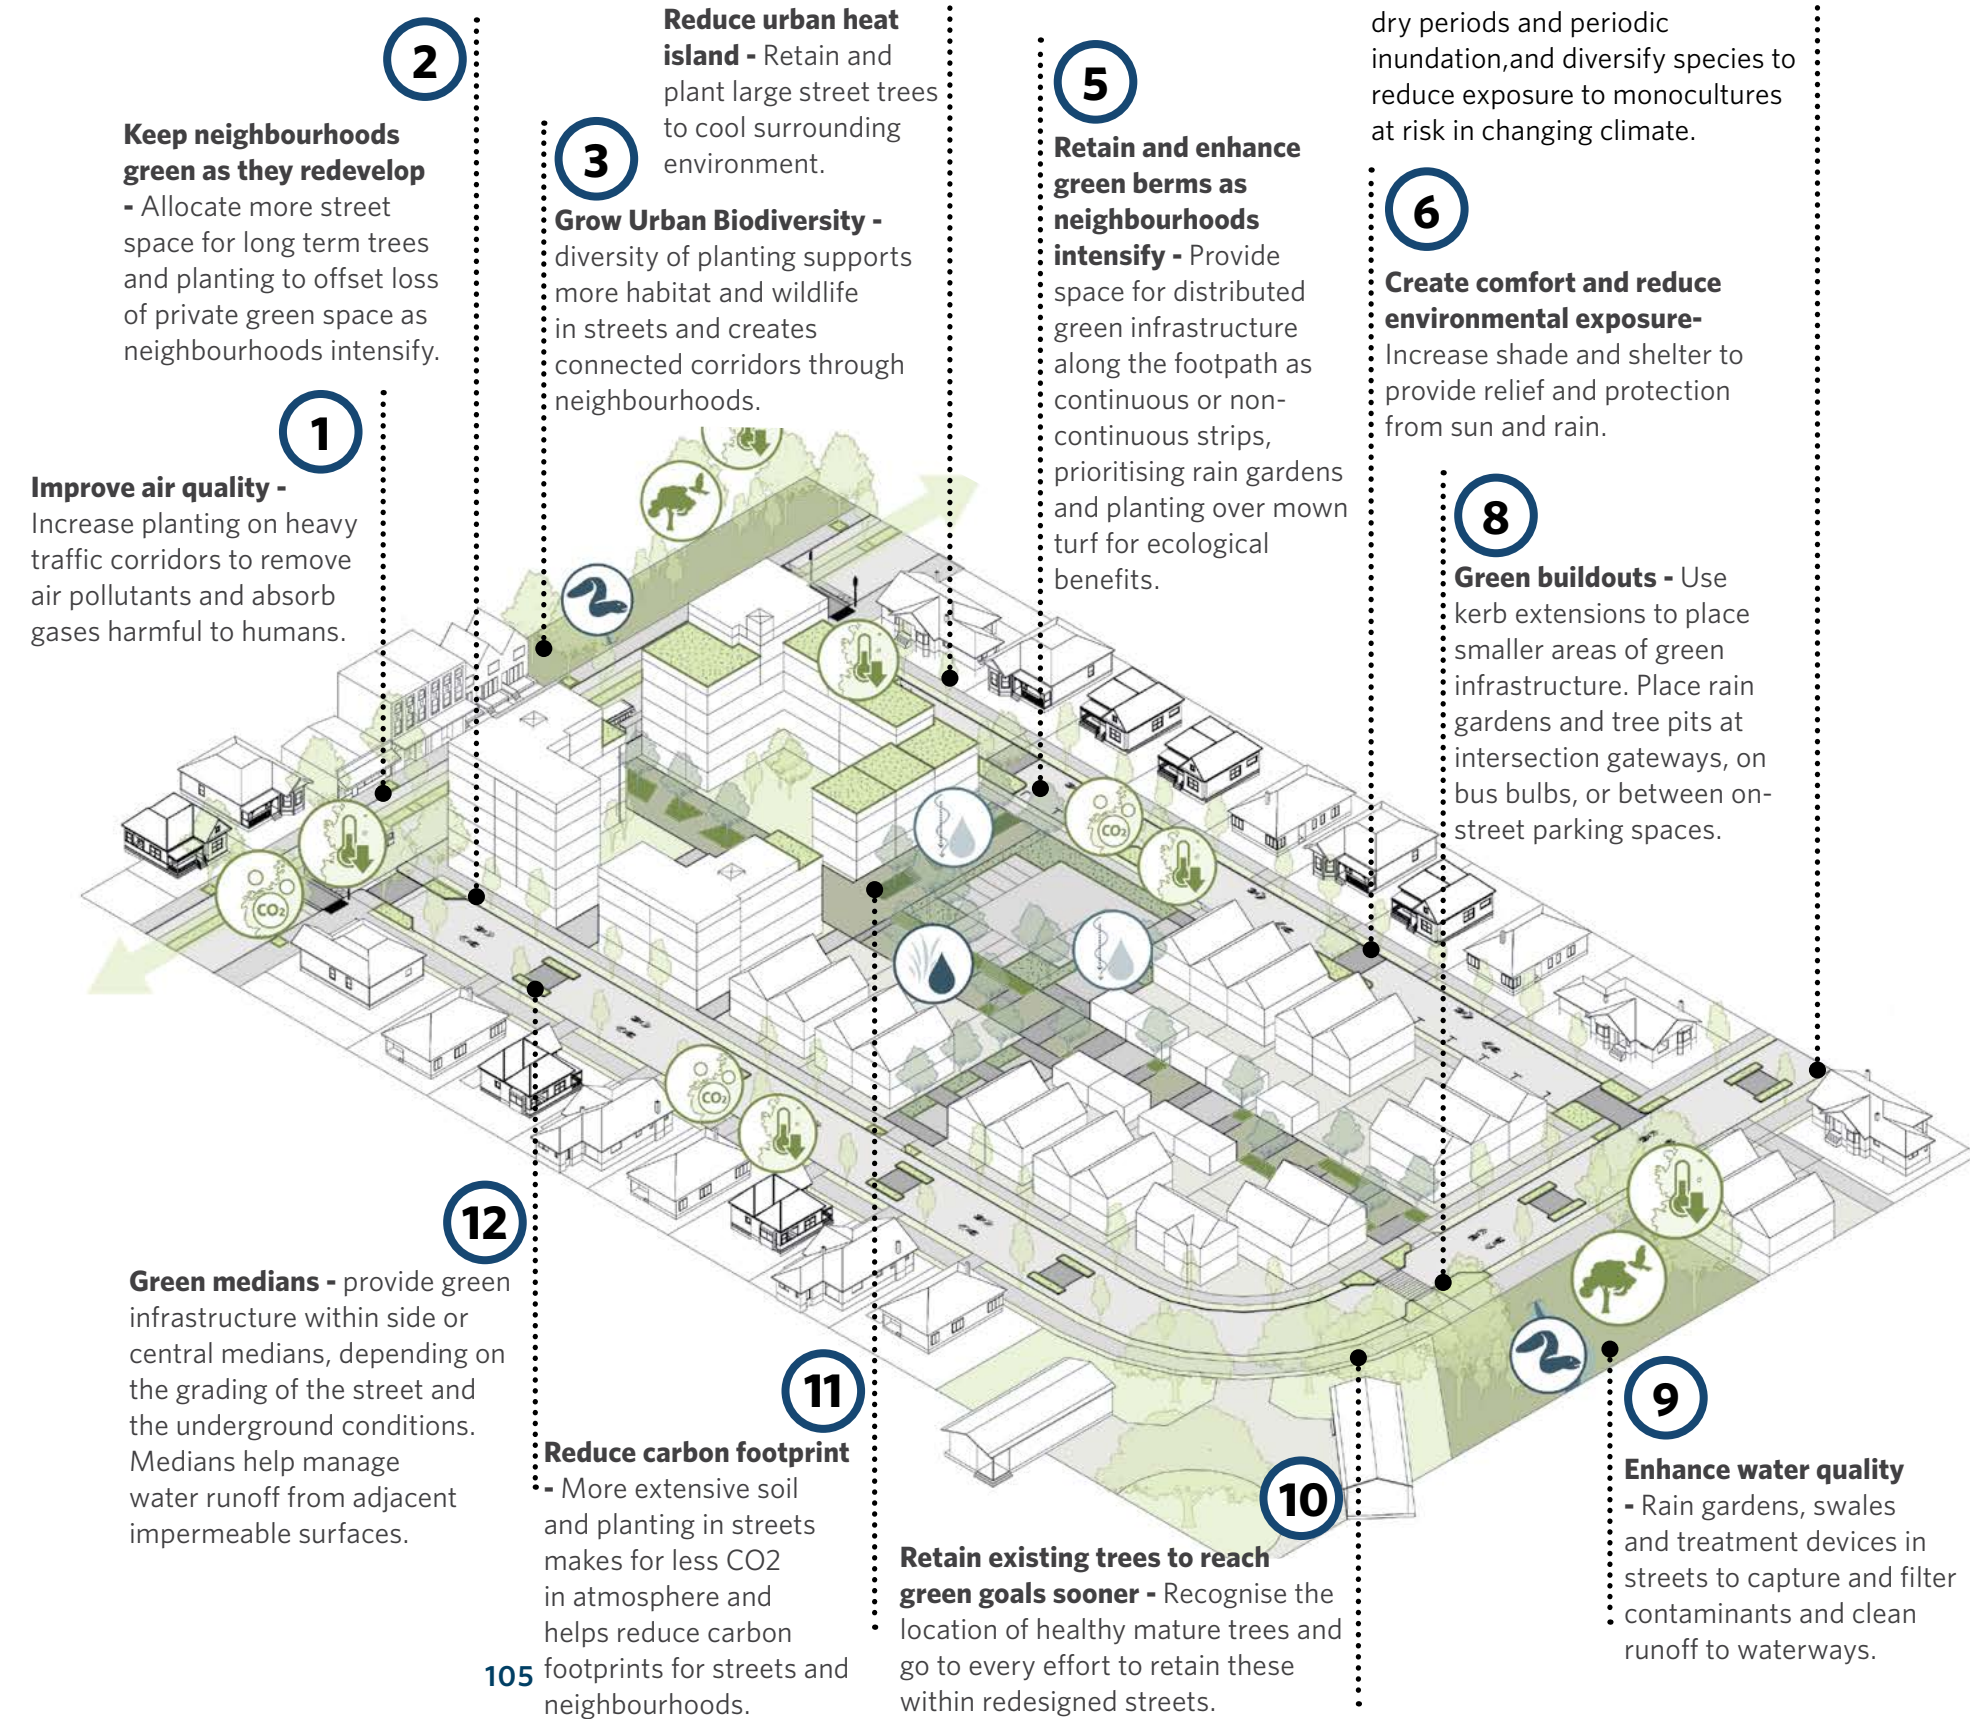 2
Keep neighbourhoods
green as they redevelop
- Allocate more street
space for long term trees
and planting to offset loss
of private green space as
neighbourhoods intensify.
1
Improve air quality -
Increase planting on heavy
traffic corridors to remove
air pollutants and absorb
gases harmful to humans.
Reduce urban heat
island - Retain and
plant large street trees
to cool surrounding
environment.
3
Grow Urban Biodiversity -
diversity of planting supports
more habitat and wildlife
in streets and creates
connected corridors through
neighbourhoods.
5
Retain and enhance
green berms as
neighbourhoods
intensify - Provide
space for distributed
green infrastructure
along the footpath as
continuous or non-
continuous strips,
prioritising rain gardens
and planting over mown
turf for ecological
benefits.
dry periods and periodic
inundation,and diversify species to
reduce exposure to monocultures
at risk in changing climate.
6
Create comfort and reduce
environmental exposure-
Increase shade and shelter to
provide relief and protection
from sun and rain.
8
Green buildouts - Use
kerb extensions to place
smaller areas of green
infrastructure. Place rain
gardens and tree pits at
intersection gateways, on
bus bulbs, or between on-
street parking spaces.
CO2
CO2
CO2
12
Green medians - provide green
infrastructure within side or
central medians, depending on
the grading of the street and
the underground conditions.
Medians help manage
water runoff from adjacent
impermeable surfaces.
11
Reduce carbon footprint
- More extensive soil
and planting in streets
makes for less CO2
in atmosphere and
helps reduce carbon
footprints for streets and
neighbourhoods.
10
Retain existing trees to reach
green goals sooner - Recognise the
location of healthy mature trees and
go to every effort to retain these
within redesigned streets.
9
Enhance water quality
- Rain gardens, swales
and treatment devices in
streets to capture and filter
contaminants and clean
runoff to waterways.
105